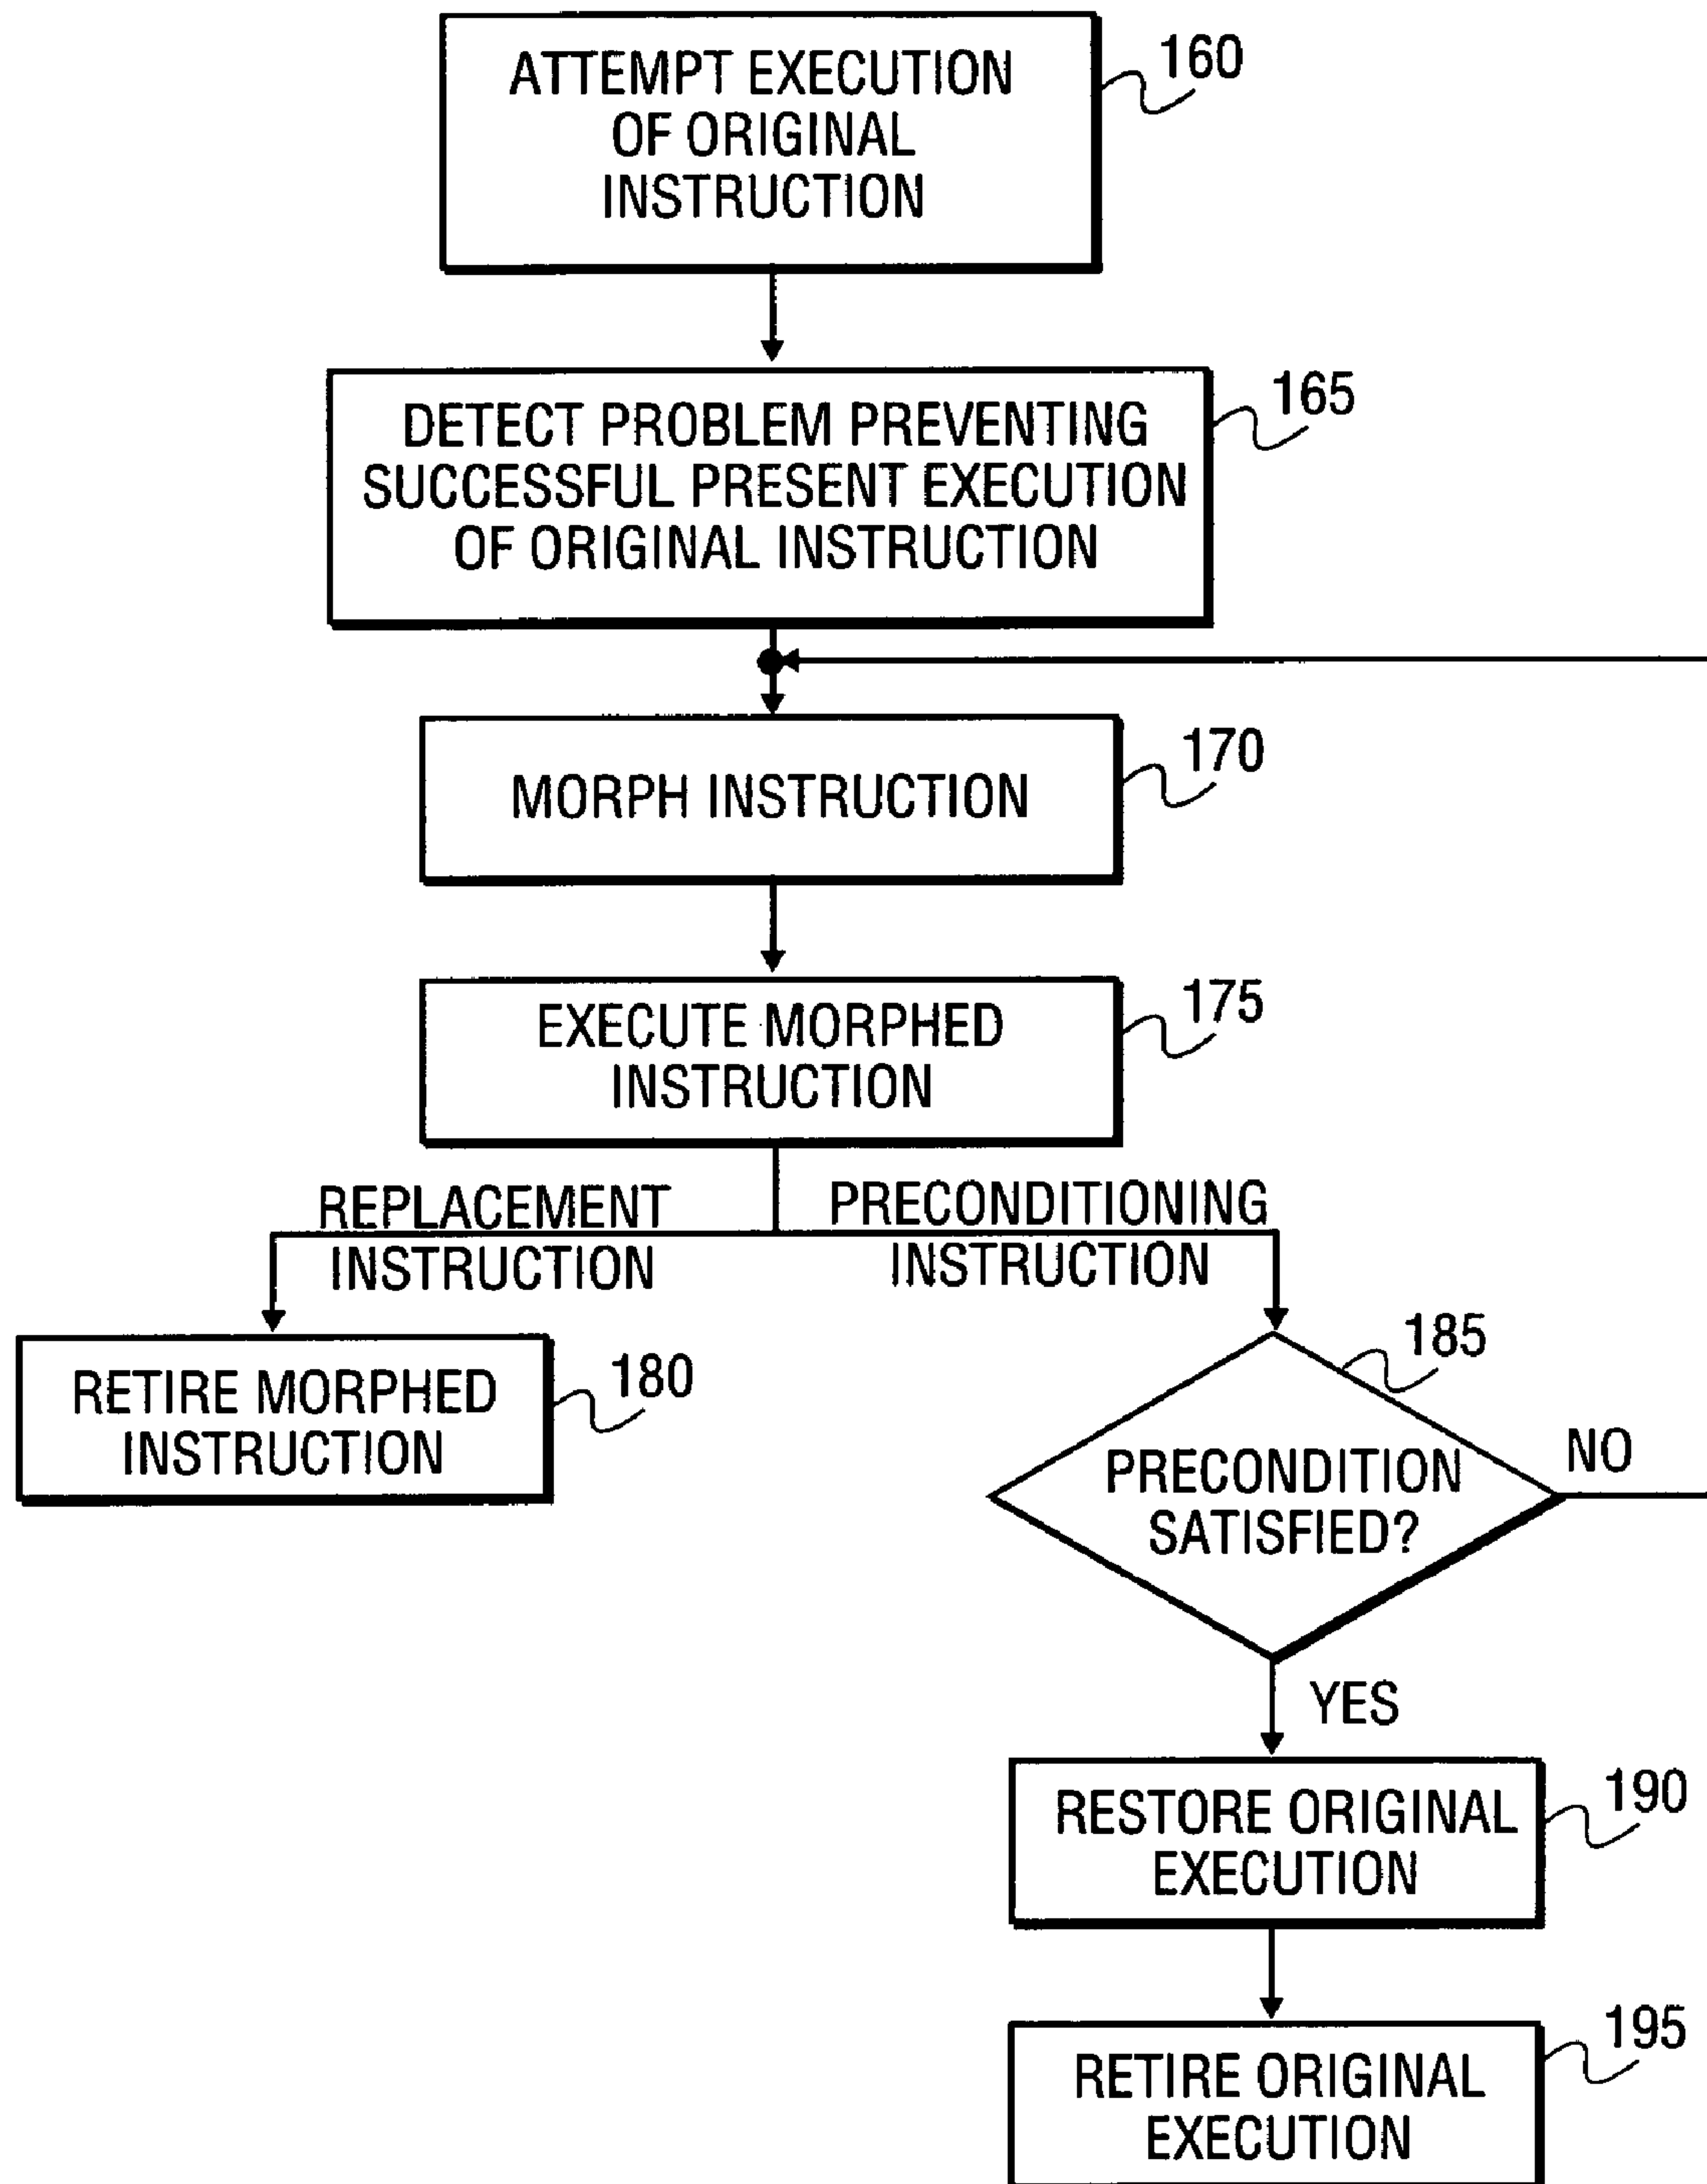 ATTEMPT EXECUTION
OF ORIGINAL
INSTRUCTION
160
DETECT PROBLEM PREVENTING
SUCCESSFUL PRESENT EXECUTION
OF ORIGINAL INSTRUCTION
165
MORPH INSTRUCTION
170
EXECUTE MORPHED
INSTRUCTION
175
REPLACEMENT
INSTRUCTION
PRECONDITIONING
INSTRUCTION
RETIRE MORPHED
INSTRUCTION
180
185
PRECONDITION
SATISFIED?
NO
YES
RESTORE ORIGINAL
EXECUTION
190
RETIRE ORIGINAL
EXECUTION
195